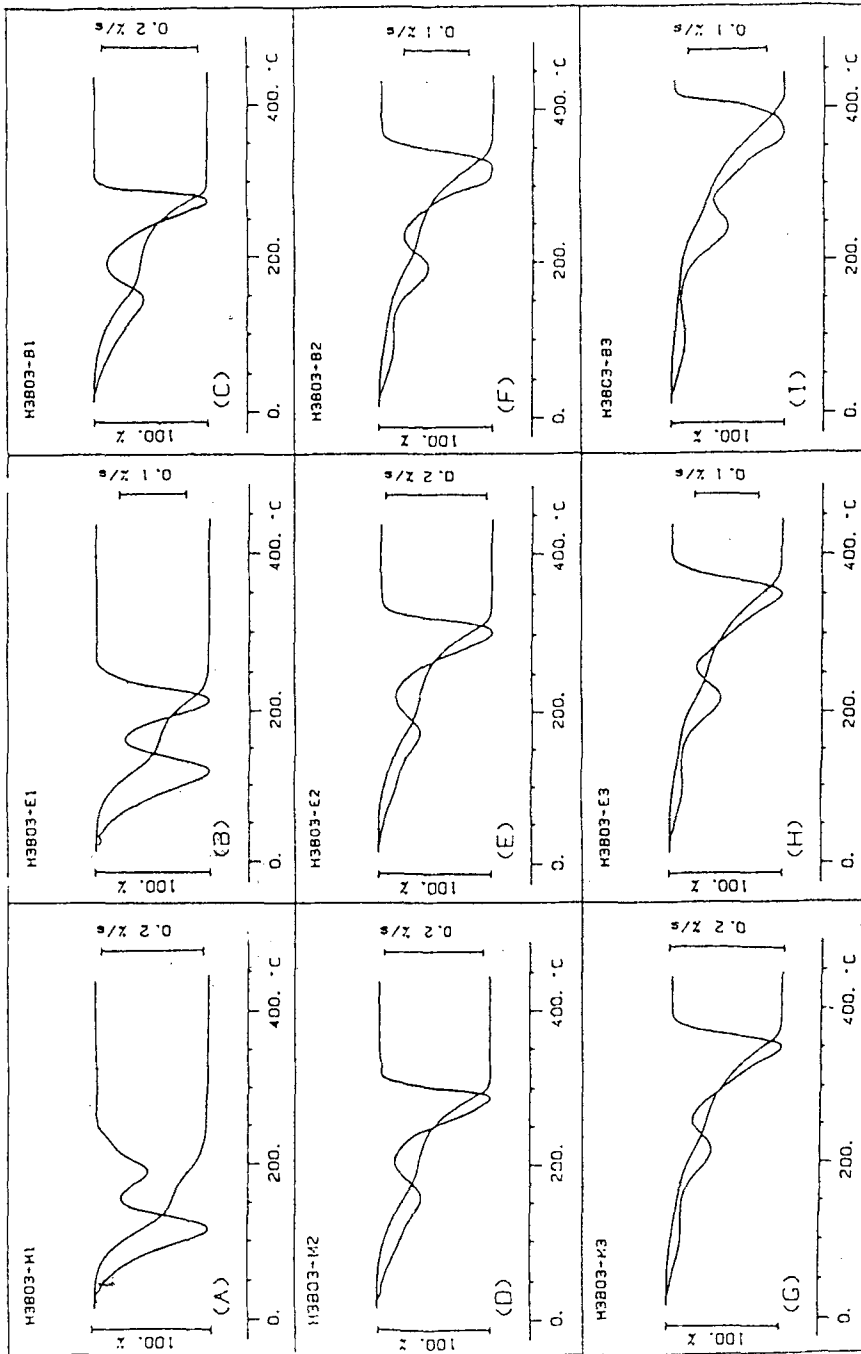 H3BO3+M1
100. %
0.2 %/s
(A)
0. 200. 400. °C
H3BO3+E1
100. %
0.1 %/s
(B)
0. 200. 400. °C
H3BO3+B1
100. %
0.2 %/s
(C)
0. 200. 400. °C
H3BO3+M2
100. %
0.2 %/s
(D)
0. 200. 400. °C
H3BO3+E2
100. %
0.2 %/s
(E)
0. 200. 400. °C
H3BO3+B2
100. %
0.1 %/s
(F)
0. 200. 400. °C
H3BO3+M3
100. %
0.2 %/s
(G)
0. 200. 400. °C
H3BO3+E3
100. %
0.1 %/s
(H)
0. 200. 400. °C
H3BO3+B3
100. %
0.1 %/s
(I)
0. 200. 400. °C